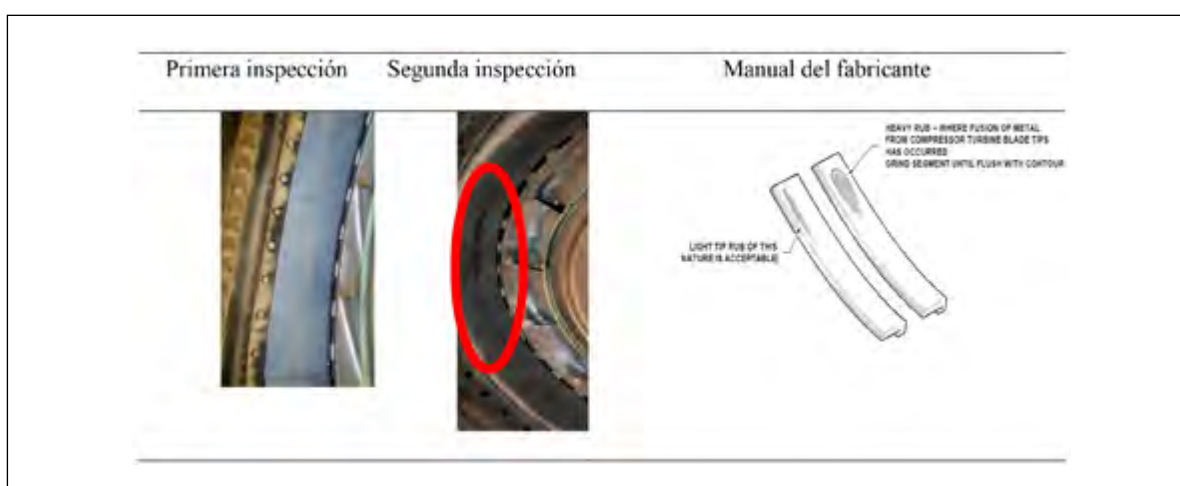 Primera inspección
Segunda inspección
Manual del fabricante
HEAVY RUB – WHERE FUSION OF METAL
FROM COMPRESSOR TURBINE BLADE TIPS
HAS OCCURRED
GRIND SEGMENT UNTIL FLUSH WITH CONTOUR
LIGHT TIP RUB OF THIS
NATURE IS ACCEPTABLE